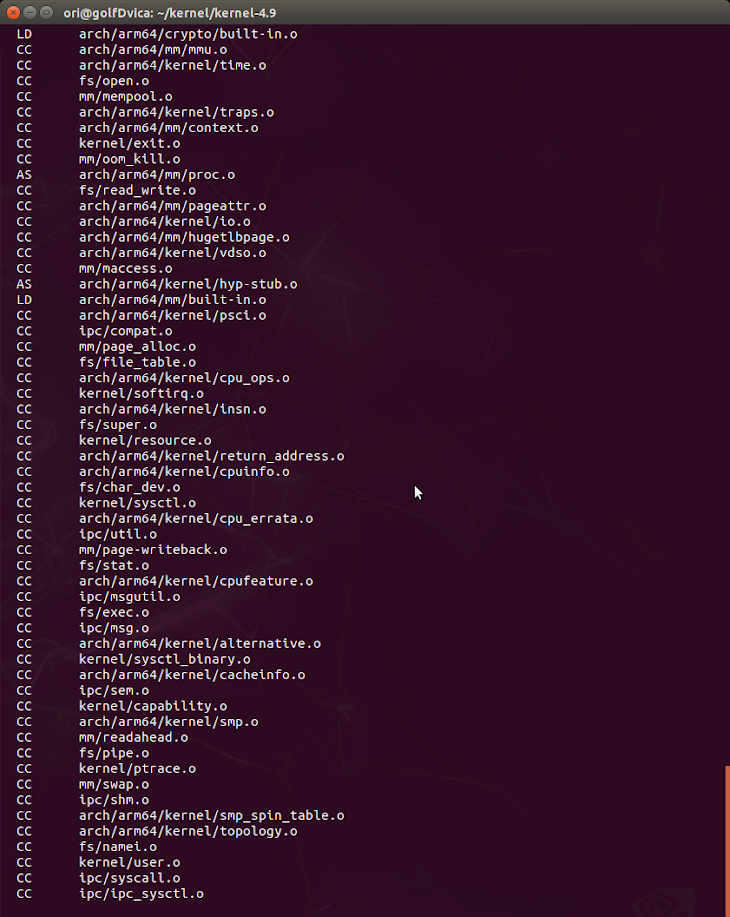 ori@golfDvica: ~/kernel/kernel-4.9
LD arch/arm64/crypto/built-in.o
CC arch/arm64/mm/mmu.o
CC arch/arm64/kernel/time.o
CC fs/open.o
CC mm/mempool.o
CC arch/arm64/kernel/traps.o
CC arch/arm64/mm/context.o
CC kernel/exit.o
CC mm/oom_kill.o
AS arch/arm64/mm/proc.o
CC fs/read_write.o
CC arch/arm64/mm/pageattr.o
CC arch/arm64/kernel/io.o
CC arch/arm64/mm/hugetlbpage.o
CC arch/arm64/kernel/vdso.o
CC mm/maccess.o
AS arch/arm64/kernel/hyp-stub.o
LD arch/arm64/mm/built-in.o
CC arch/arm64/kernel/psci.o
CC ipc/compat.o
CC mm/page_alloc.o
CC fs/file_table.o
CC arch/arm64/kernel/cpu_ops.o
CC kernel/softirq.o
CC arch/arm64/kernel/insn.o
CC fs/super.o
CC kernel/resource.o
CC arch/arm64/kernel/return_address.o
CC arch/arm64/kernel/cpuinfo.o
CC fs/char_dev.o
CC kernel/sysctl.o
CC arch/arm64/kernel/cpu_errata.o
CC ipc/util.o
CC mm/page-writeback.o
CC fs/stat.o
CC arch/arm64/kernel/cpufeature.o
CC ipc/msgutil.o
CC fs/exec.o
CC ipc/msg.o
CC arch/arm64/kernel/alternative.o
CC kernel/sysctl_binary.o
CC arch/arm64/kernel/cacheinfo.o
CC ipc/sem.o
CC kernel/capability.o
CC arch/arm64/kernel/smp.o
CC mm/readahead.o
CC fs/pipe.o
CC kernel/ptrace.o
CC mm/swap.o
CC ipc/shm.o
CC arch/arm64/kernel/smp_spin_table.o
CC arch/arm64/kernel/topology.o
CC fs/namei.o
CC kernel/user.o
CC ipc/syscall.o
CC ipc/ipc_sysctl.o